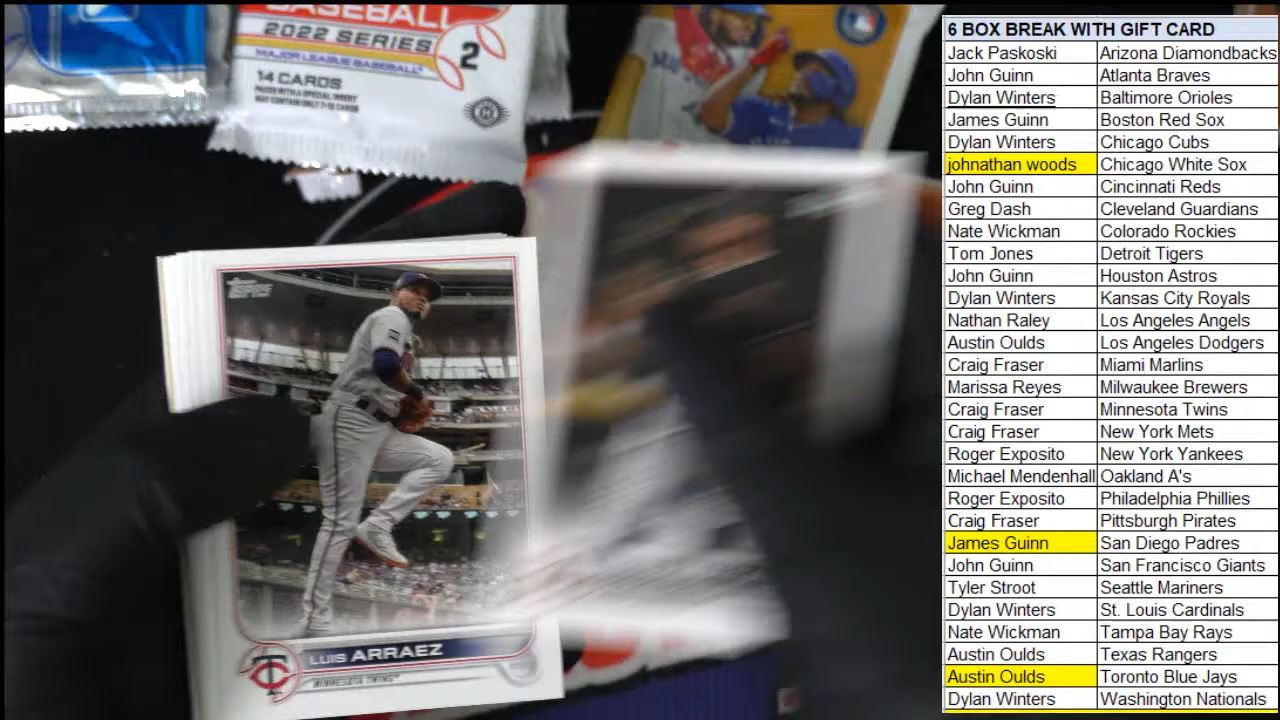 BASEBALL
2022 SERIES 2
MAJOR LEAGUE BASEBALL
14 CARDS
TOPPS
LUIS ARRAEZ
MINNESOTA TWINS
6 BOX BREAK WITH GIFT CARD
Jack Paskoski Arizona Diamondbacks
John Guinn Atlanta Braves
Dylan Winters Baltimore Orioles
James Guinn Boston Red Sox
Dylan Winters Chicago Cubs
johnathan woods Chicago White Sox
John Guinn Cincinnati Reds
Greg Dash Cleveland Guardians
Nate Wickman Colorado Rockies
Tom Jones Detroit Tigers
John Guinn Houston Astros
Dylan Winters Kansas City Royals
Nathan Raley Los Angeles Angels
Austin Oulds Los Angeles Dodgers
Craig Fraser Miami Marlins
Marissa Reyes Milwaukee Brewers
Craig Fraser Minnesota Twins
Craig Fraser New York Mets
Roger Exposito New York Yankees
Michael Mendenhall Oakland A's
Roger Exposito Philadelphia Phillies
Craig Fraser Pittsburgh Pirates
James Guinn San Diego Padres
John Guinn San Francisco Giants
Tyler Stroot Seattle Mariners
Dylan Winters St. Louis Cardinals
Nate Wickman Tampa Bay Rays
Austin Oulds Texas Rangers
Austin Oulds Toronto Blue Jays
Dylan Winters Washington Nationals